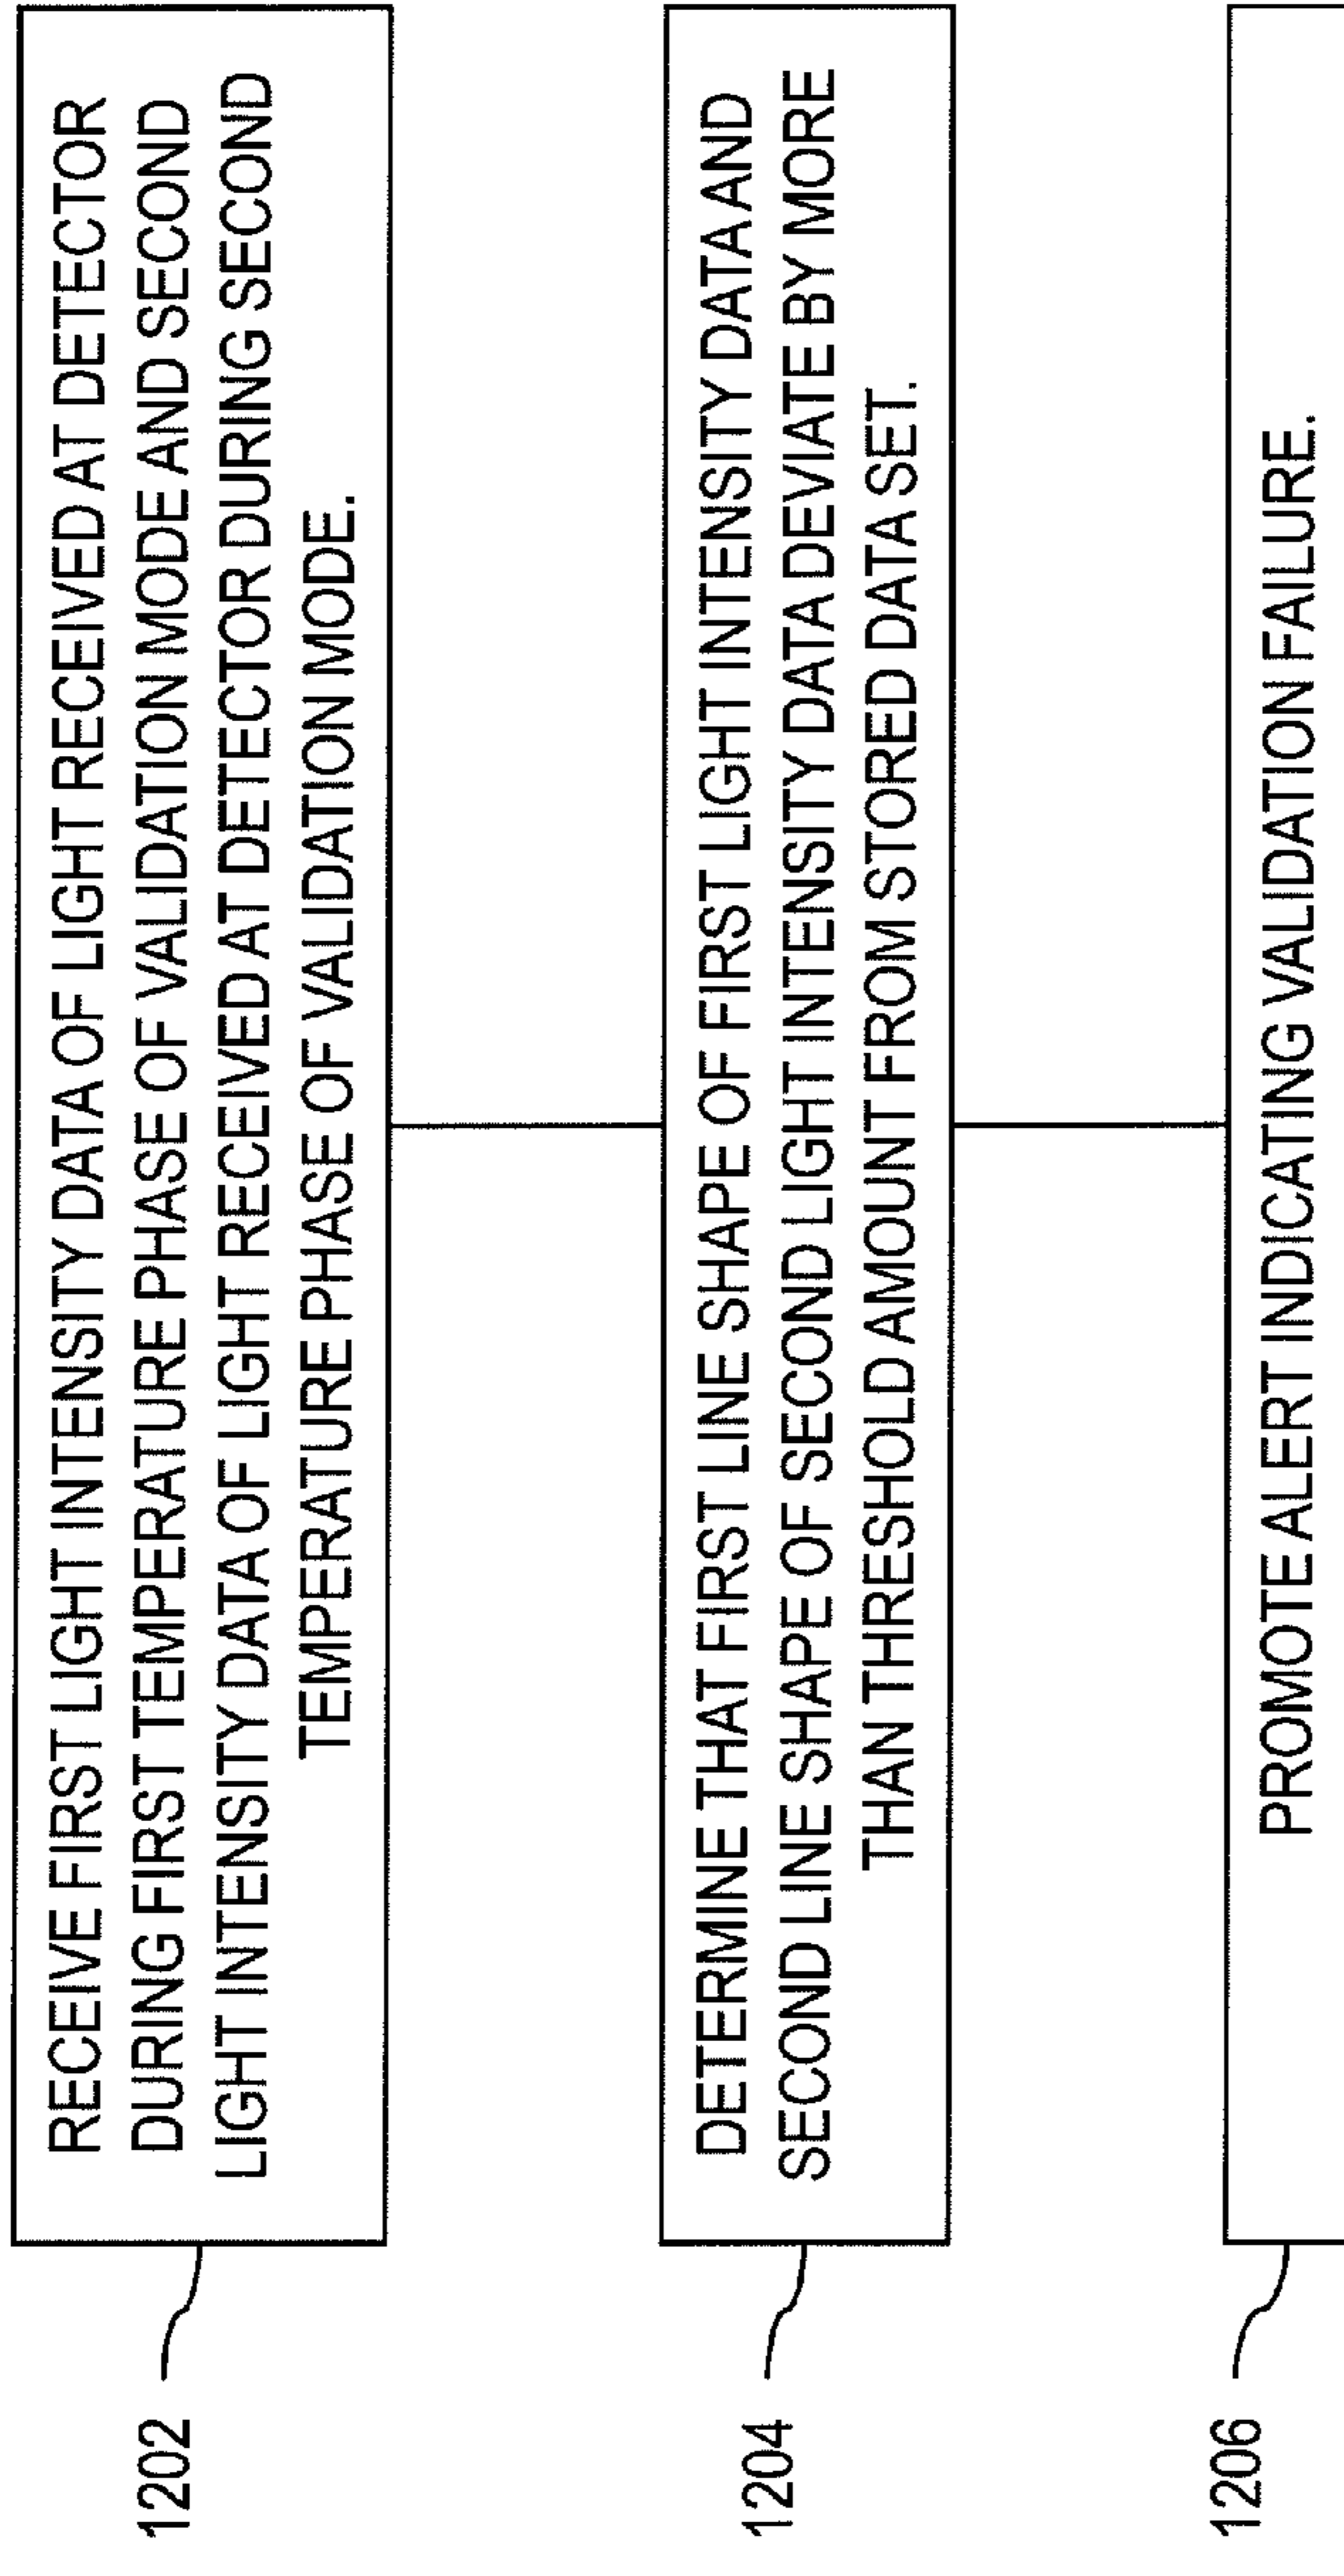 RECEIVE FIRST LIGHT INTENSITY DATA OF LIGHT RECEIVED AT DETECTOR
DURING FIRST TEMPERATURE PHASE OF VALIDATION MODE AND SECOND
LIGHT INTENSITY DATA OF LIGHT RECEIVED AT DETECTOR DURING SECOND
TEMPERATURE PHASE OF VALIDATION MODE.
1202
DETERMINE THAT FIRST LINE SHAPE OF FIRST LIGHT INTENSITY DATA AND
SECOND LINE SHAPE OF SECOND LIGHT INTENSITY DATA DEVIATE BY MORE
THAN THRESHOLD AMOUNT FROM STORED DATA SET.
1204
PROMOTE ALERT INDICATING VALIDATION FAILURE.
1206